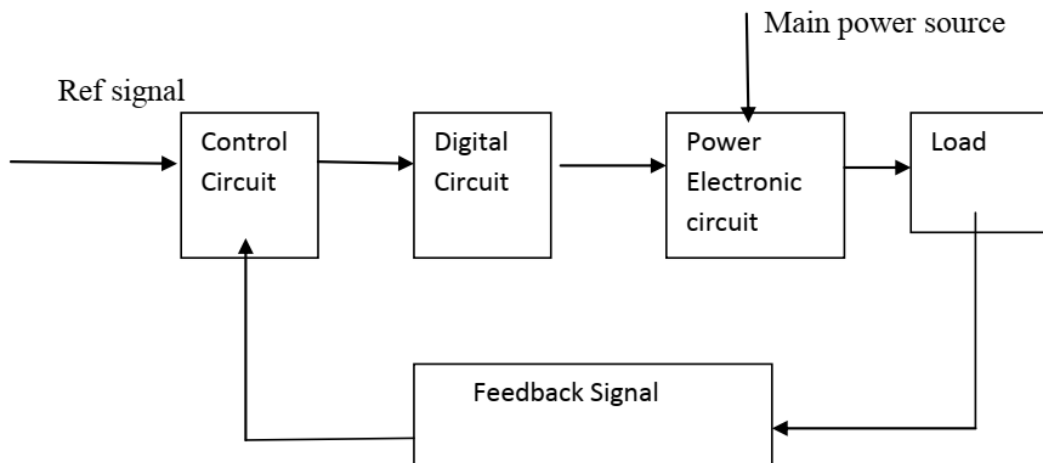 Main power source
Ref signal
Control
Circuit
Digital
Circuit
Power
Electronic
circuit
Load
Feedback Signal